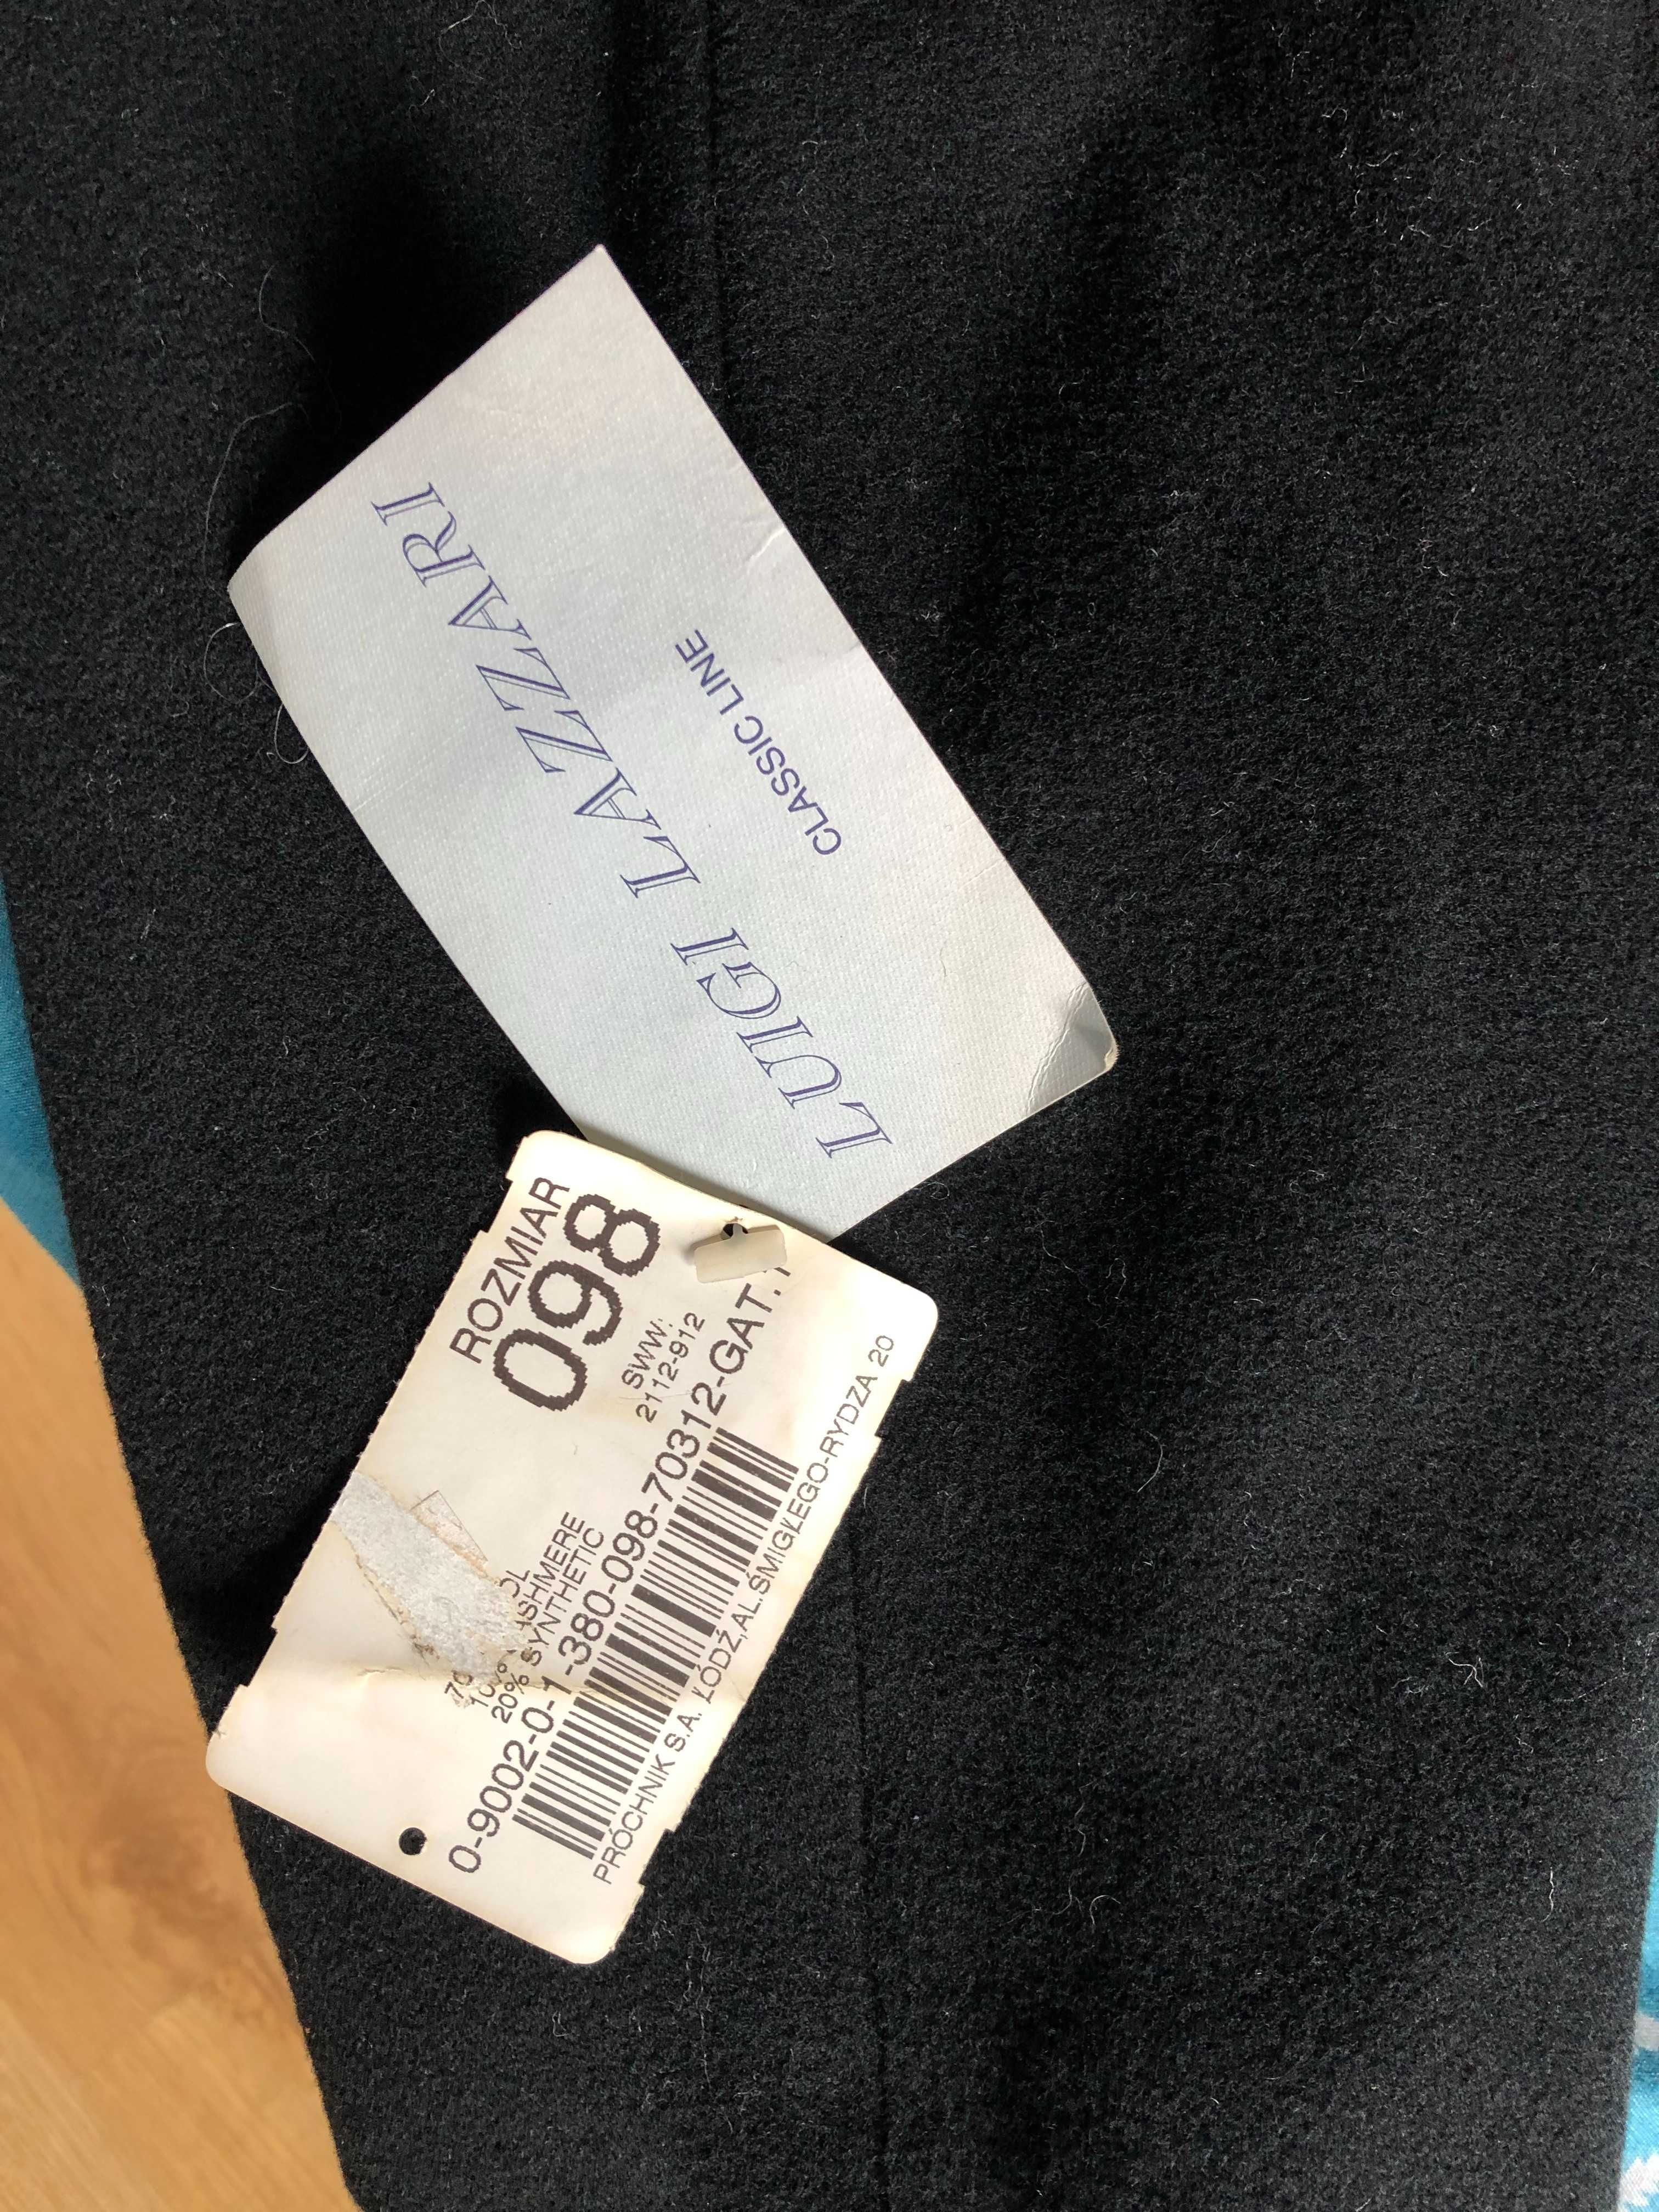 LUIGI LAZZARI
CLASSIC LINE
ROZMIAR
098
SWW:
2112-912
10%
20% SYNTHETIC
0-9002-0-1-380-098-70312-GAT.
PRÓCHNIK S.A. ŁÓDŹ,AL.ŚMIGŁEGO-RYDZA 20